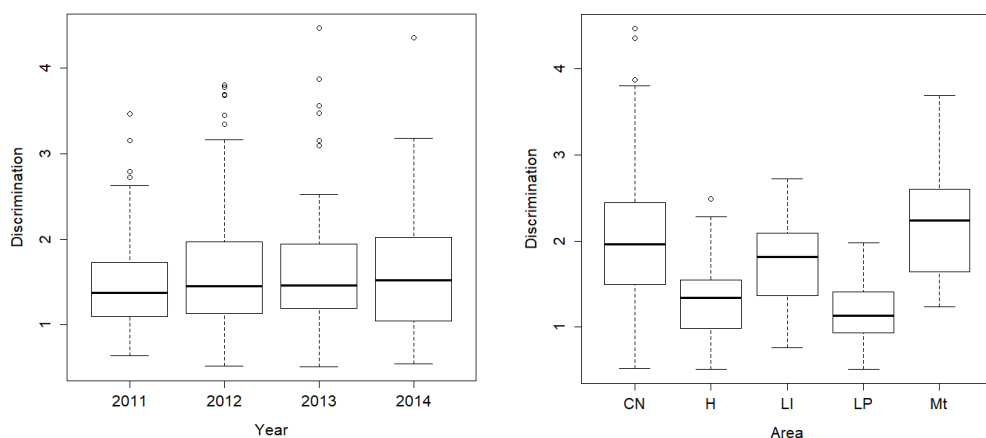 Discrimination
4
3
2
1
2011 2012 2013 2014
Year
Discrimination
4
3
2
1
CN H LI LP Mt
Area